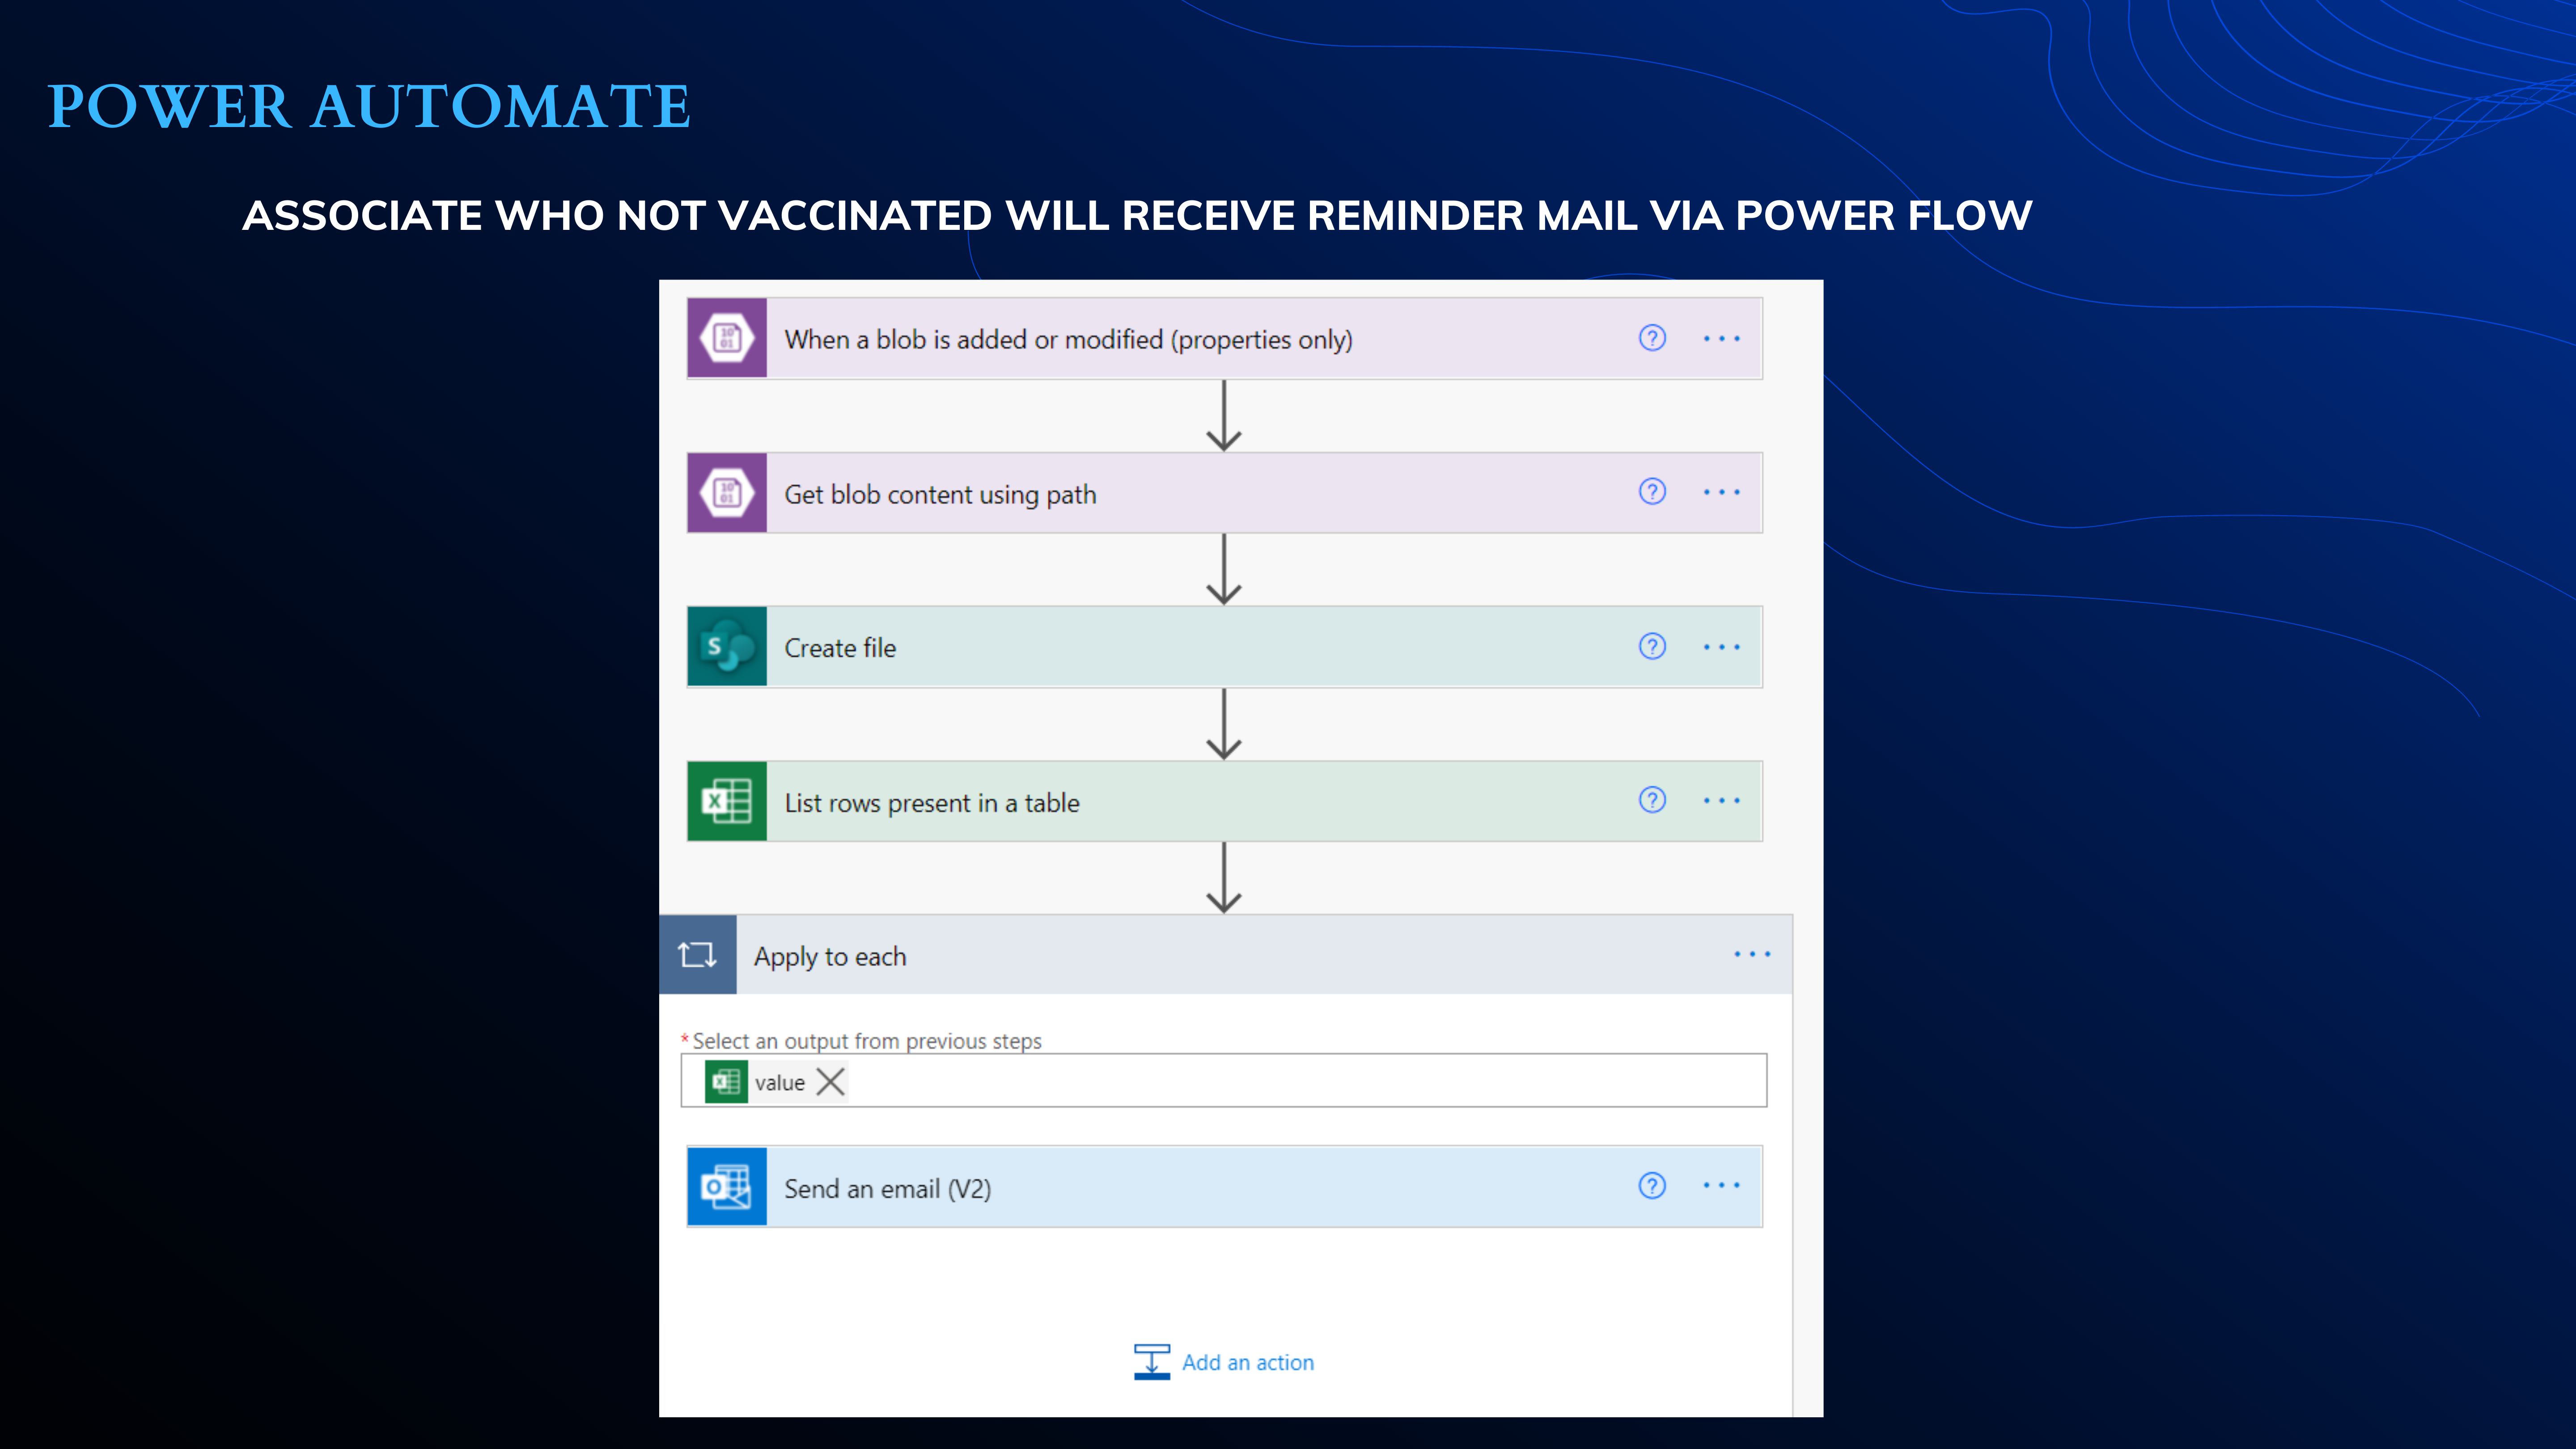 POWER AUTOMATE
ASSOCIATE WHO NOT VACCINATED WILL RECEIVE REMINDER MAIL VIA POWER FLOW
When a blob is added or modified (properties only)
Get blob content using path
S Create file
List rows present in a table
Apply to each
* Select an output from previous steps
value
Send an email (V2)
Add an action